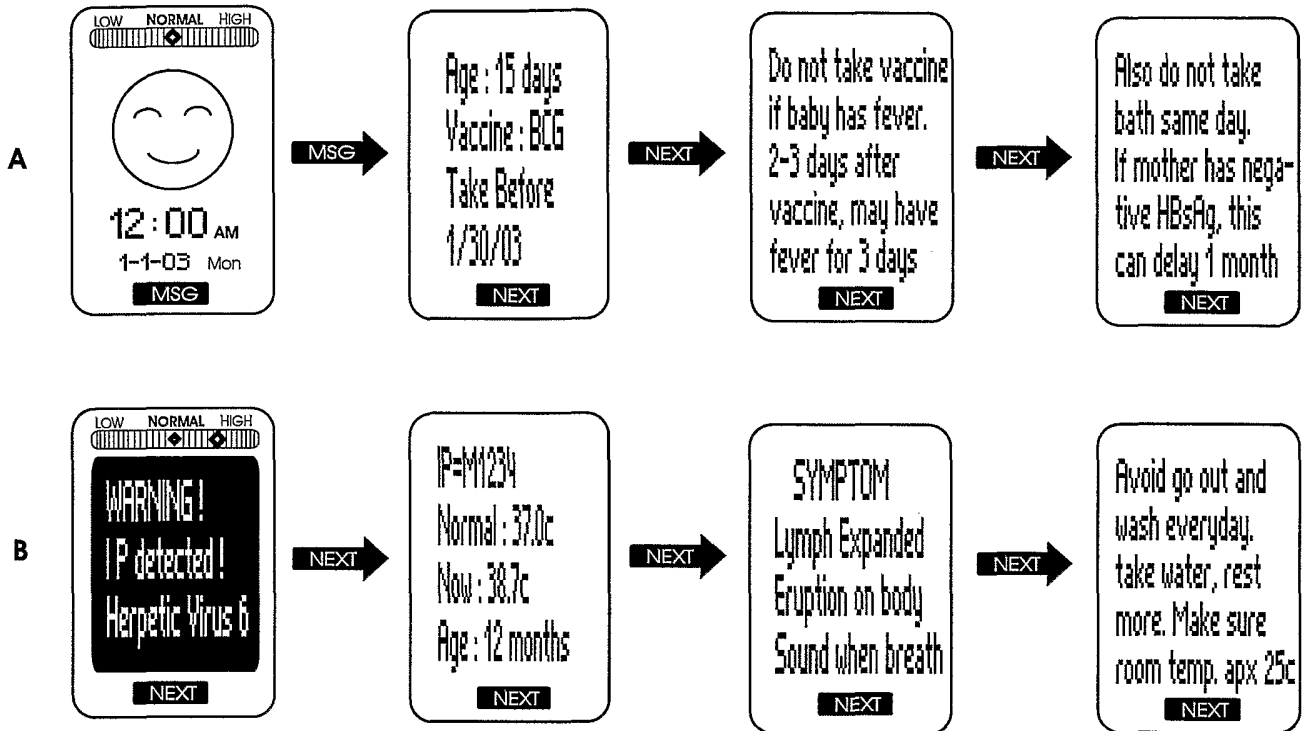 A
LOW NORMAL HIGH
12:00 AM
1-1-03 Mon
MSG
MSG
Age : 15 days
Vaccine : BCG
Take Before
1/30/03
NEXT
NEXT
Do not take vaccine
if baby has fever.
2-3 days after
vaccine, may have
fever for 3 days
NEXT
NEXT
Also do not take
bath same day.
If mother has nega-
tive HBsAg, this
can delay 1 month
NEXT
B
LOW NORMAL HIGH
WARNING !
IP detected !
Herpetic Virus 6
NEXT
NEXT
IP=M1234
Normal : 37.0c
Now : 38.7c
Age : 12 months
NEXT
NEXT
SYMPTOM
Lymph Expanded
Eruption on body
Sound when breath
NEXT
NEXT
Avoid go out and
wash everyday.
take water, rest
more. Make sure
room temp. apx 25c
NEXT